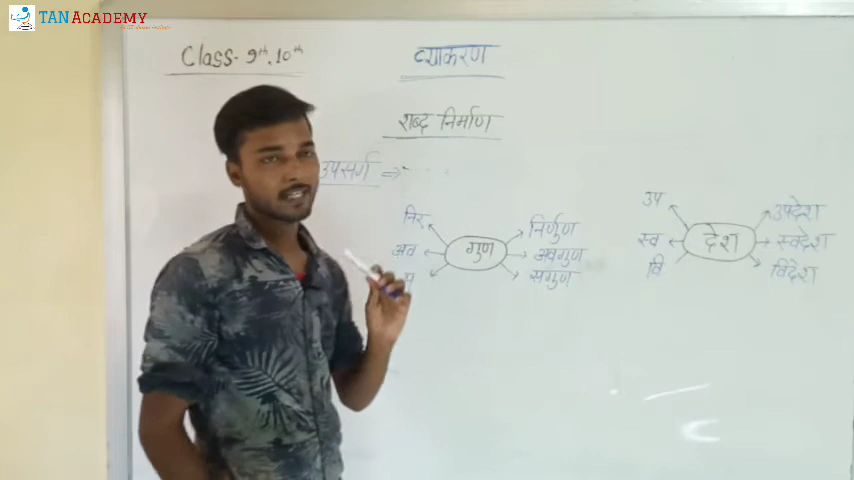 TAN ACADEMY
Class- 9th, 10th
व्याकरण
शब्द निर्माण
उपसर्ग ⇒
निर
अव
गुण
निर्गुण
अवगुण
सगुण
उप
स्व
वि
देश
उपदेश
स्वदेश
विदेश